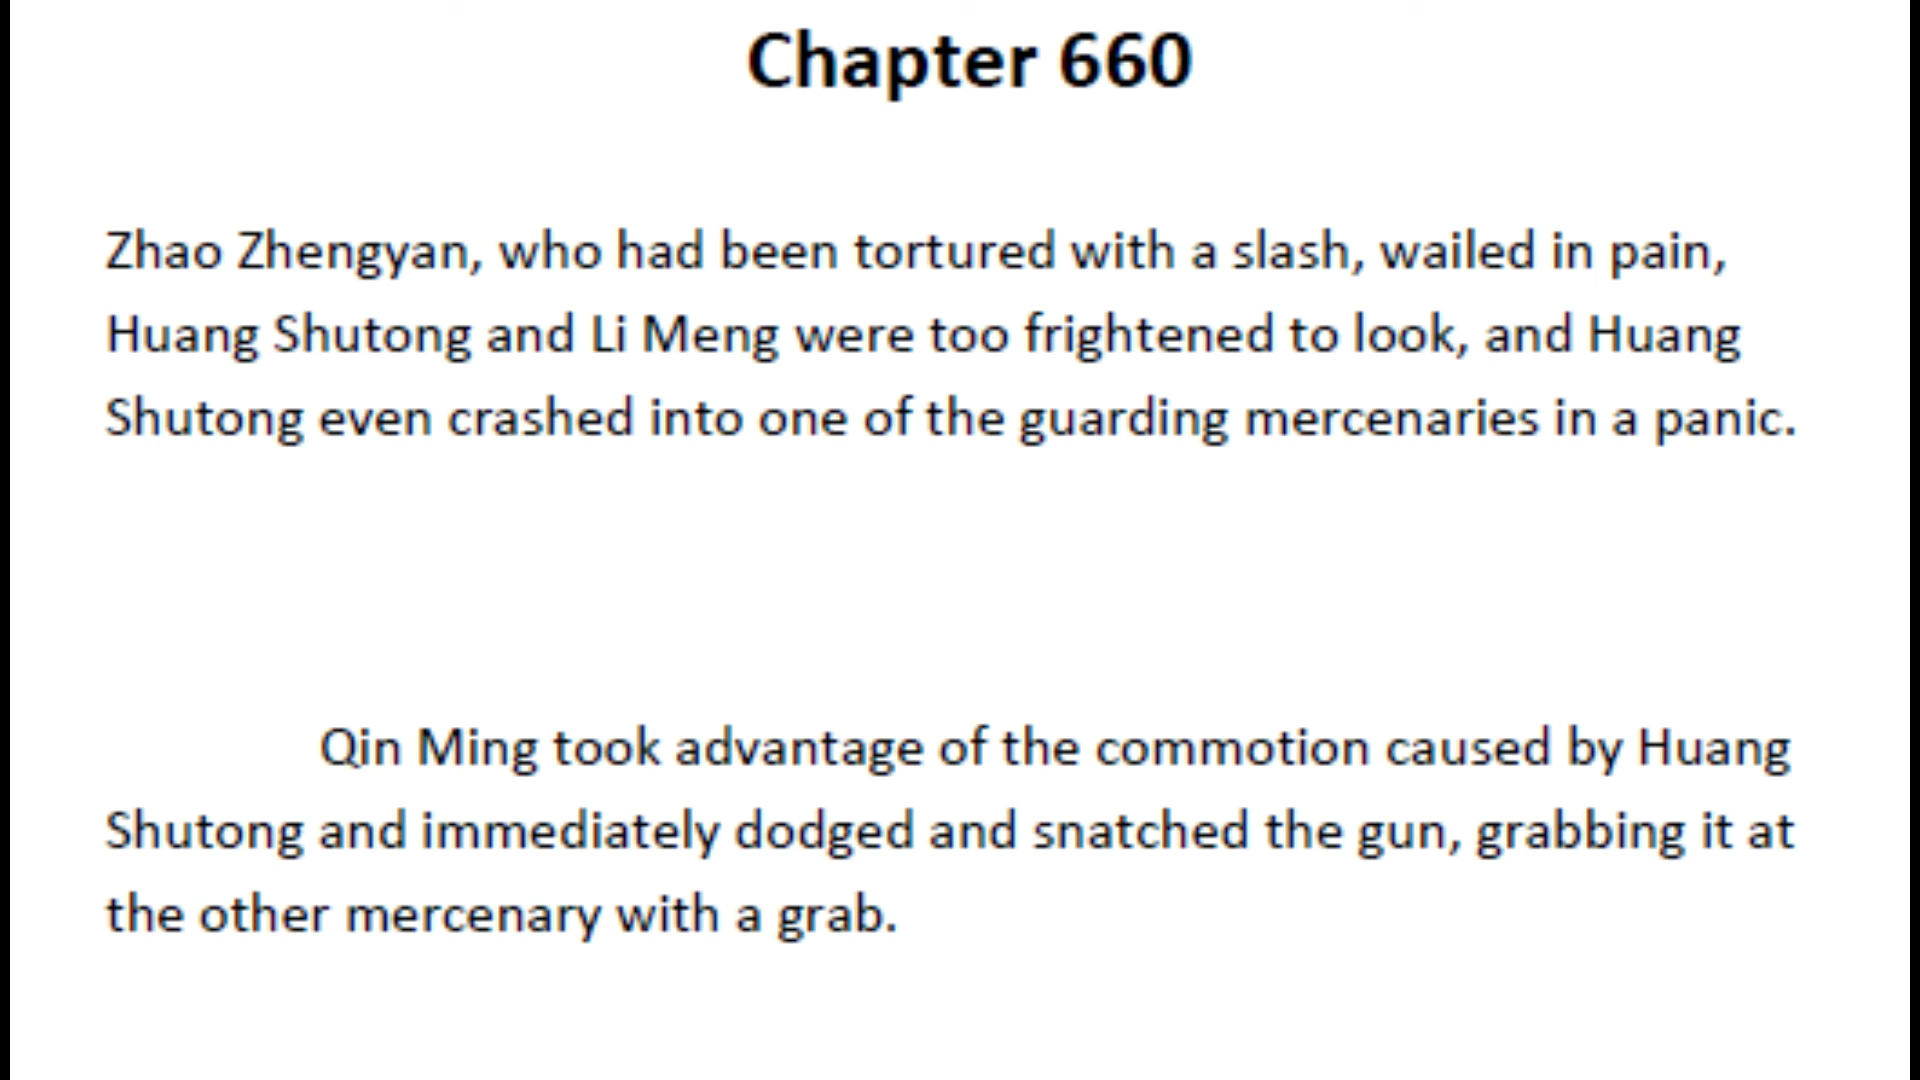 Chapter 660
Zhao Zhengyan, who had been tortured with a slash, wailed in pain,
Huang Shutong and Li Meng were too frightened to look, and Huang
Shutong even crashed into one of the guarding mercenaries in a panic.
Qin Ming took advantage of the commotion caused by Huang
Shutong and immediately dodged and snatched the gun, grabbing it at
the other mercenary with a grab.